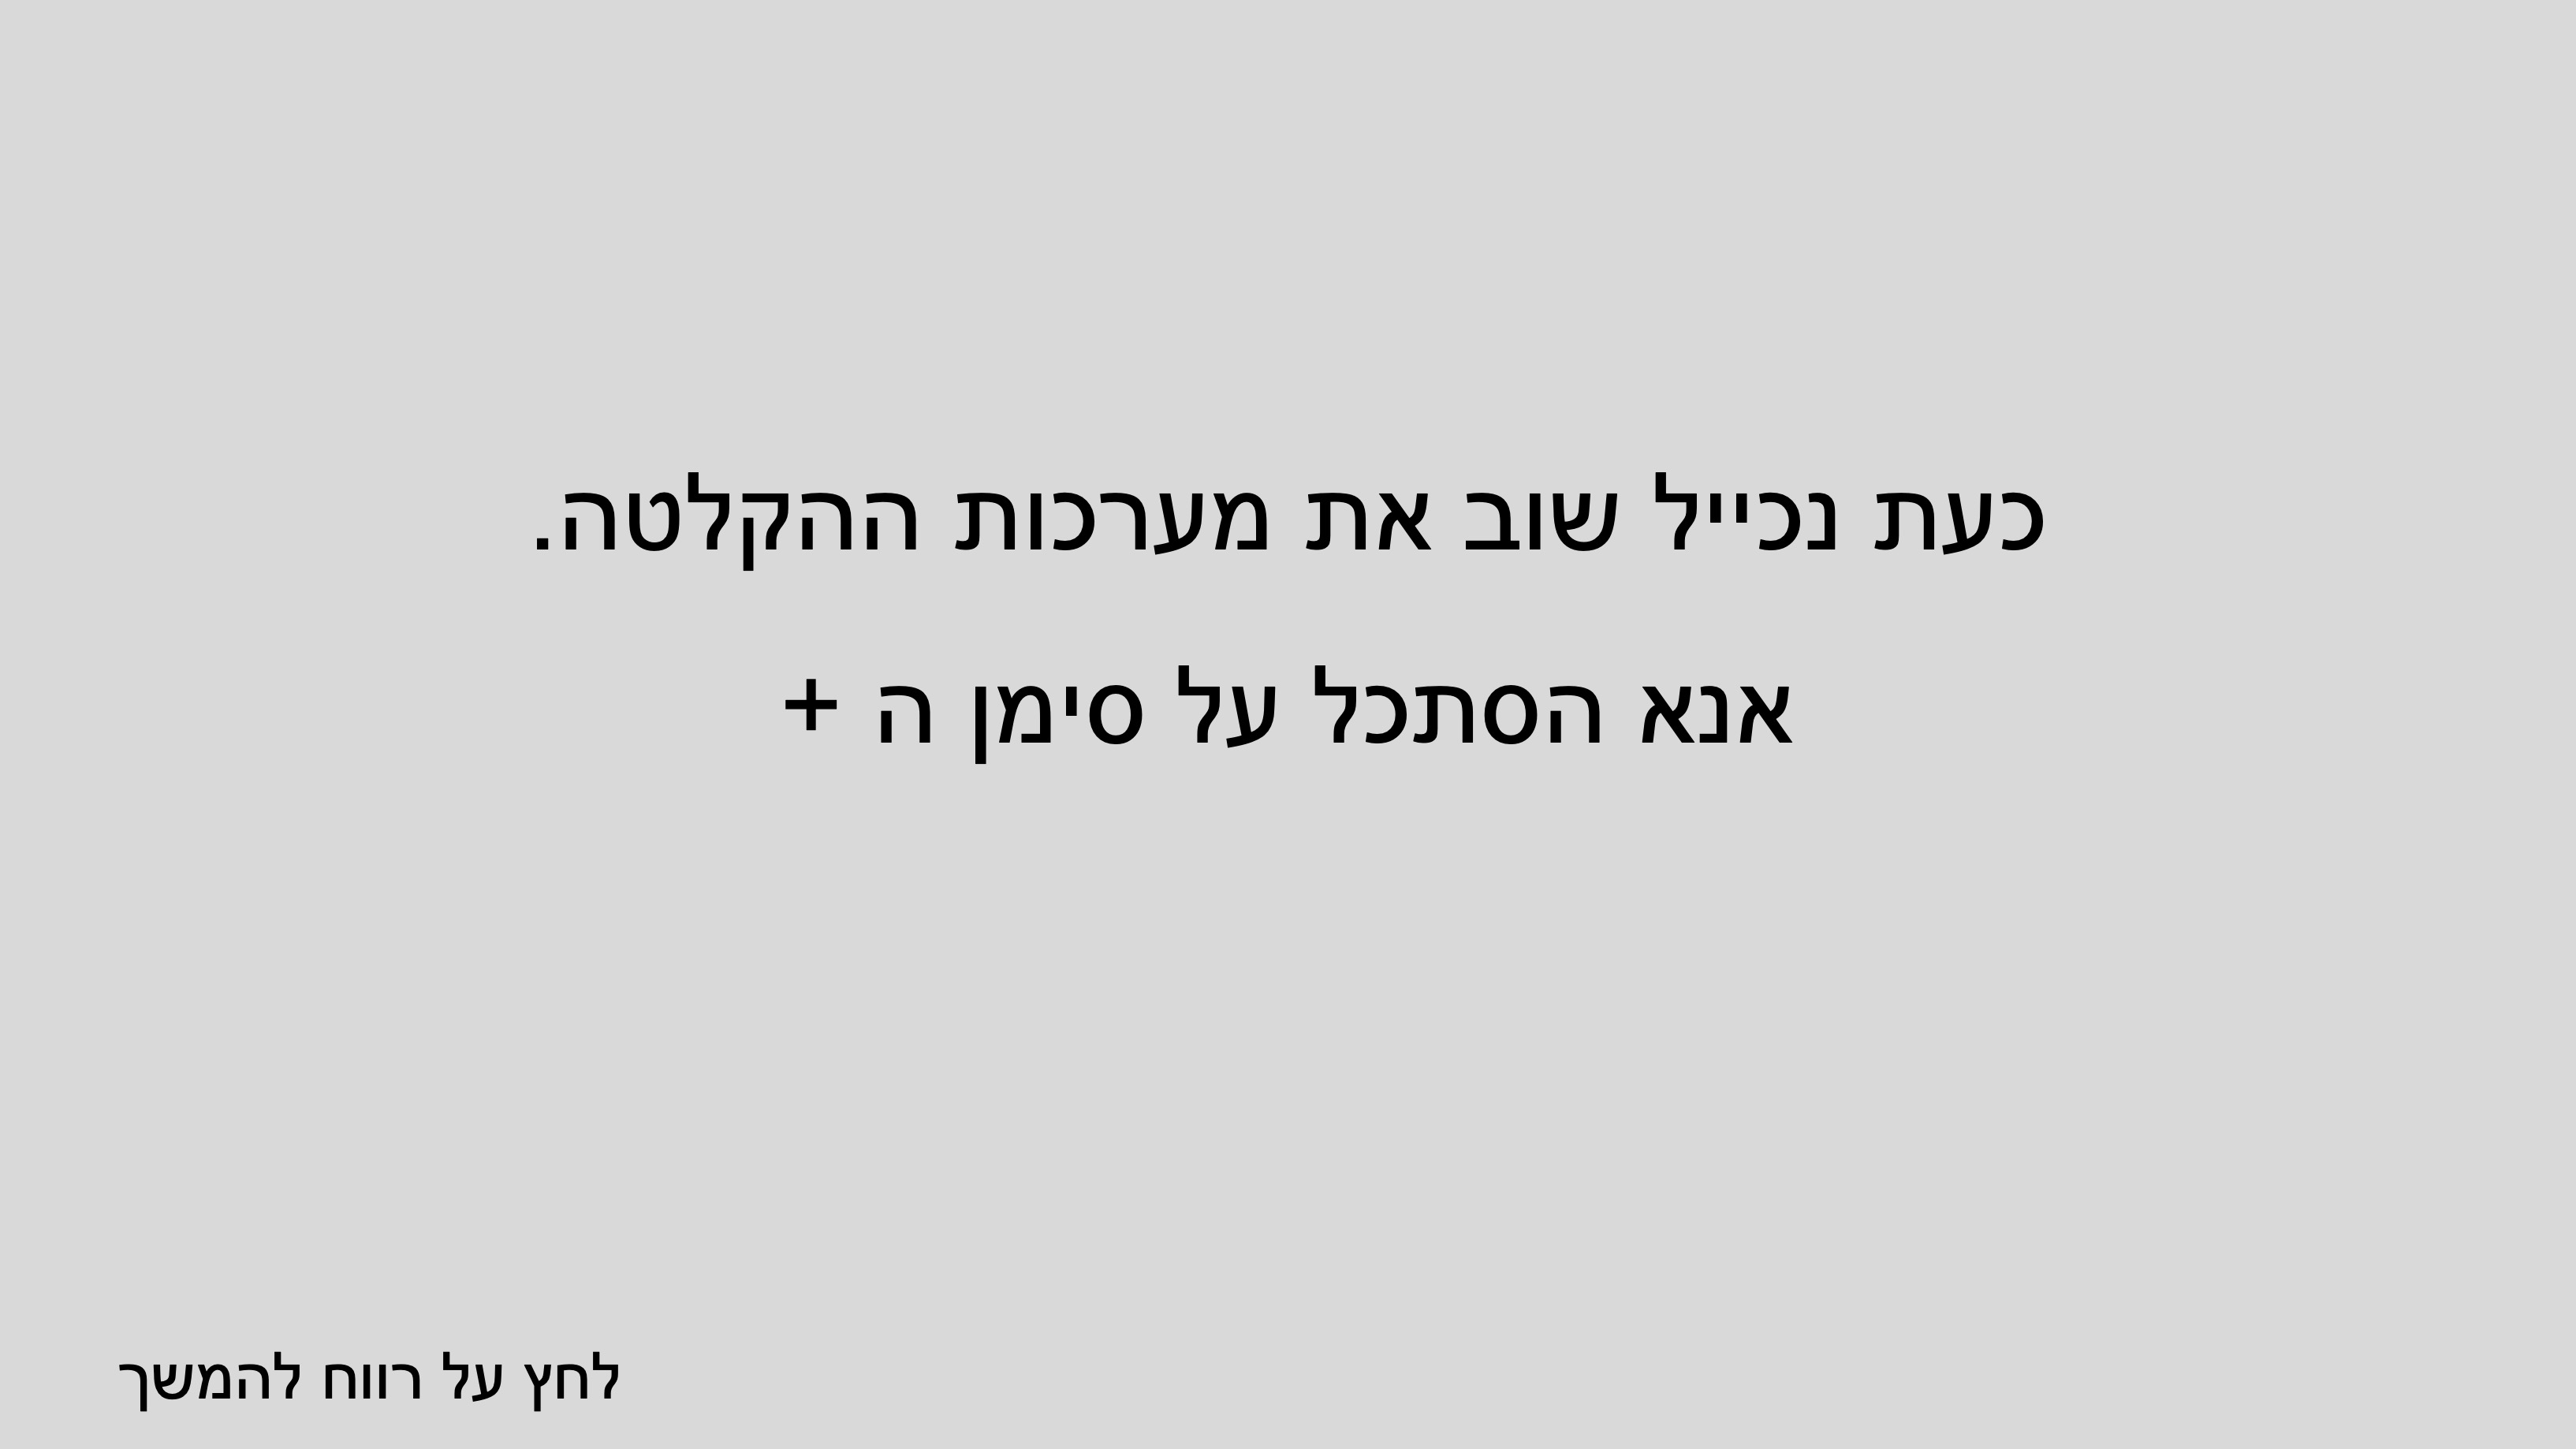 כעת נכייל שוב את מערכות ההקלטה.
אנא הסתכל על סימן ה +
לחץ על רווח להמשך